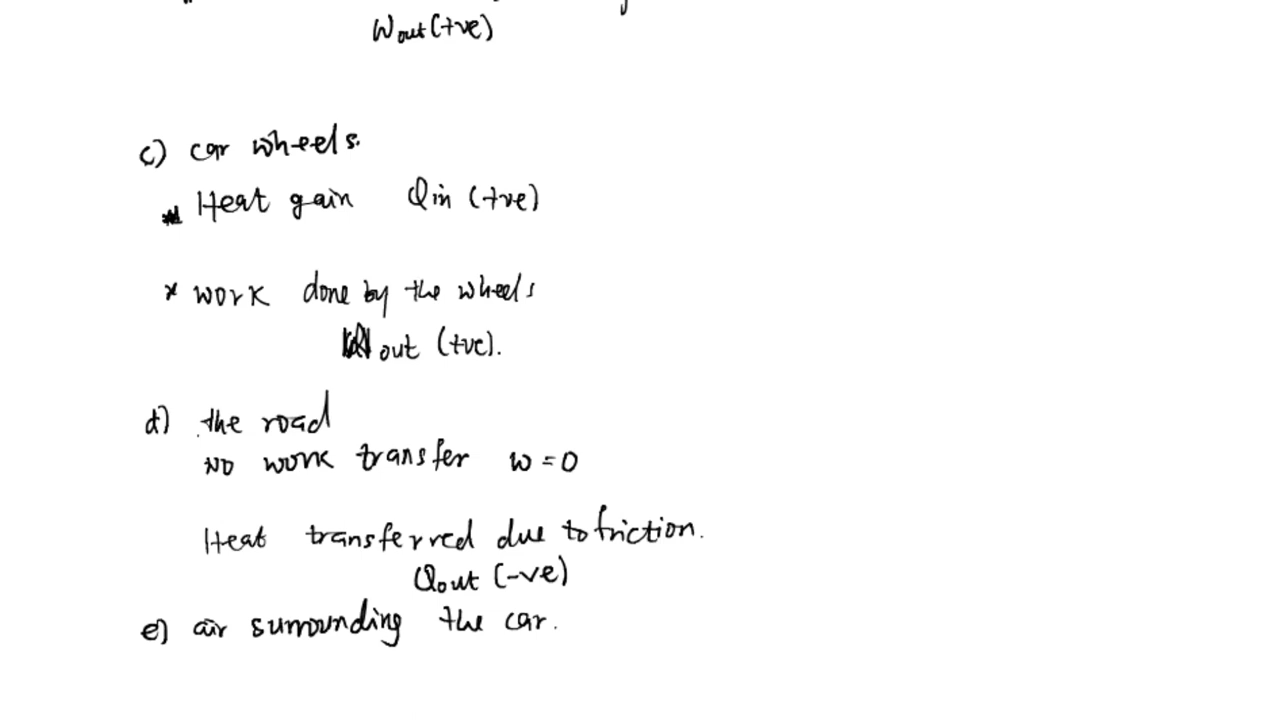 Wout (+ve)
c) car wheels.
* Heat gain Qin (+ve)
* work done by the wheels
out (+ve).
d) the road
No work transfer w = 0
Heat transferred due to friction.
Qout (-ve)
e) air surrounding the car.